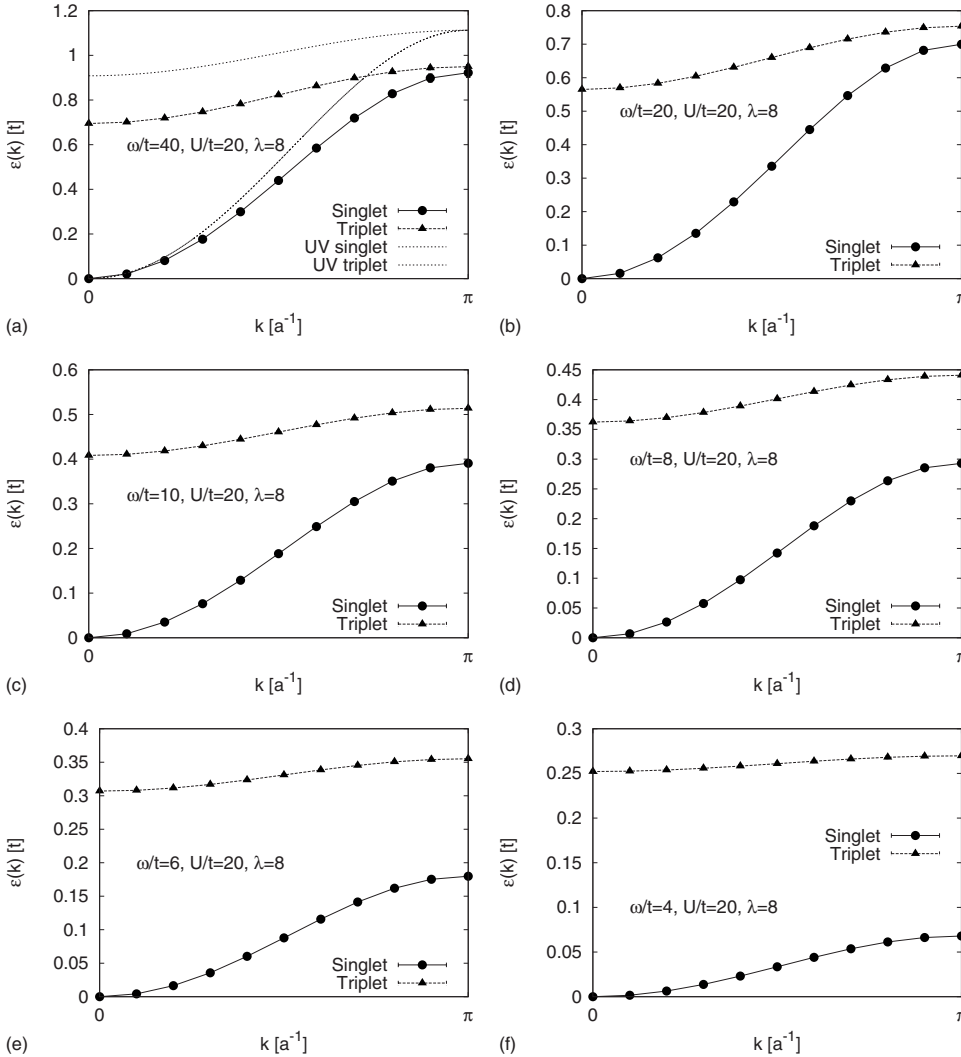 1.2
1
0.8
0.6
0.4
0.2
0
ε(k) [t]
ω/t=40, U/t=20, λ=8
Singlet
Triplet
UV singlet
UV triplet
0
π
k [a⁻¹]
(a)
0.8
0.7
0.6
0.5
0.4
0.3
0.2
0.1
0
ε(k) [t]
ω/t=20, U/t=20, λ=8
Singlet
Triplet
0
π
k [a⁻¹]
(b)
0.6
0.5
0.4
0.3
0.2
0.1
0
ε(k) [t]
ω/t=10, U/t=20, λ=8
Singlet
Triplet
0
π
k [a⁻¹]
(c)
0.45
0.4
0.35
0.3
0.25
0.2
0.15
0.1
0.05
0
ε(k) [t]
ω/t=8, U/t=20, λ=8
Singlet
Triplet
0
π
k [a⁻¹]
(d)
0.4
0.35
0.3
0.25
0.2
0.15
0.1
0.05
0
ε(k) [t]
ω/t=6, U/t=20, λ=8
Singlet
Triplet
0
π
k [a⁻¹]
(e)
0.3
0.25
0.2
0.15
0.1
0.05
0
ε(k) [t]
Singlet
Triplet
ω/t=4, U/t=20, λ=8
0
π
k [a⁻¹]
(f)